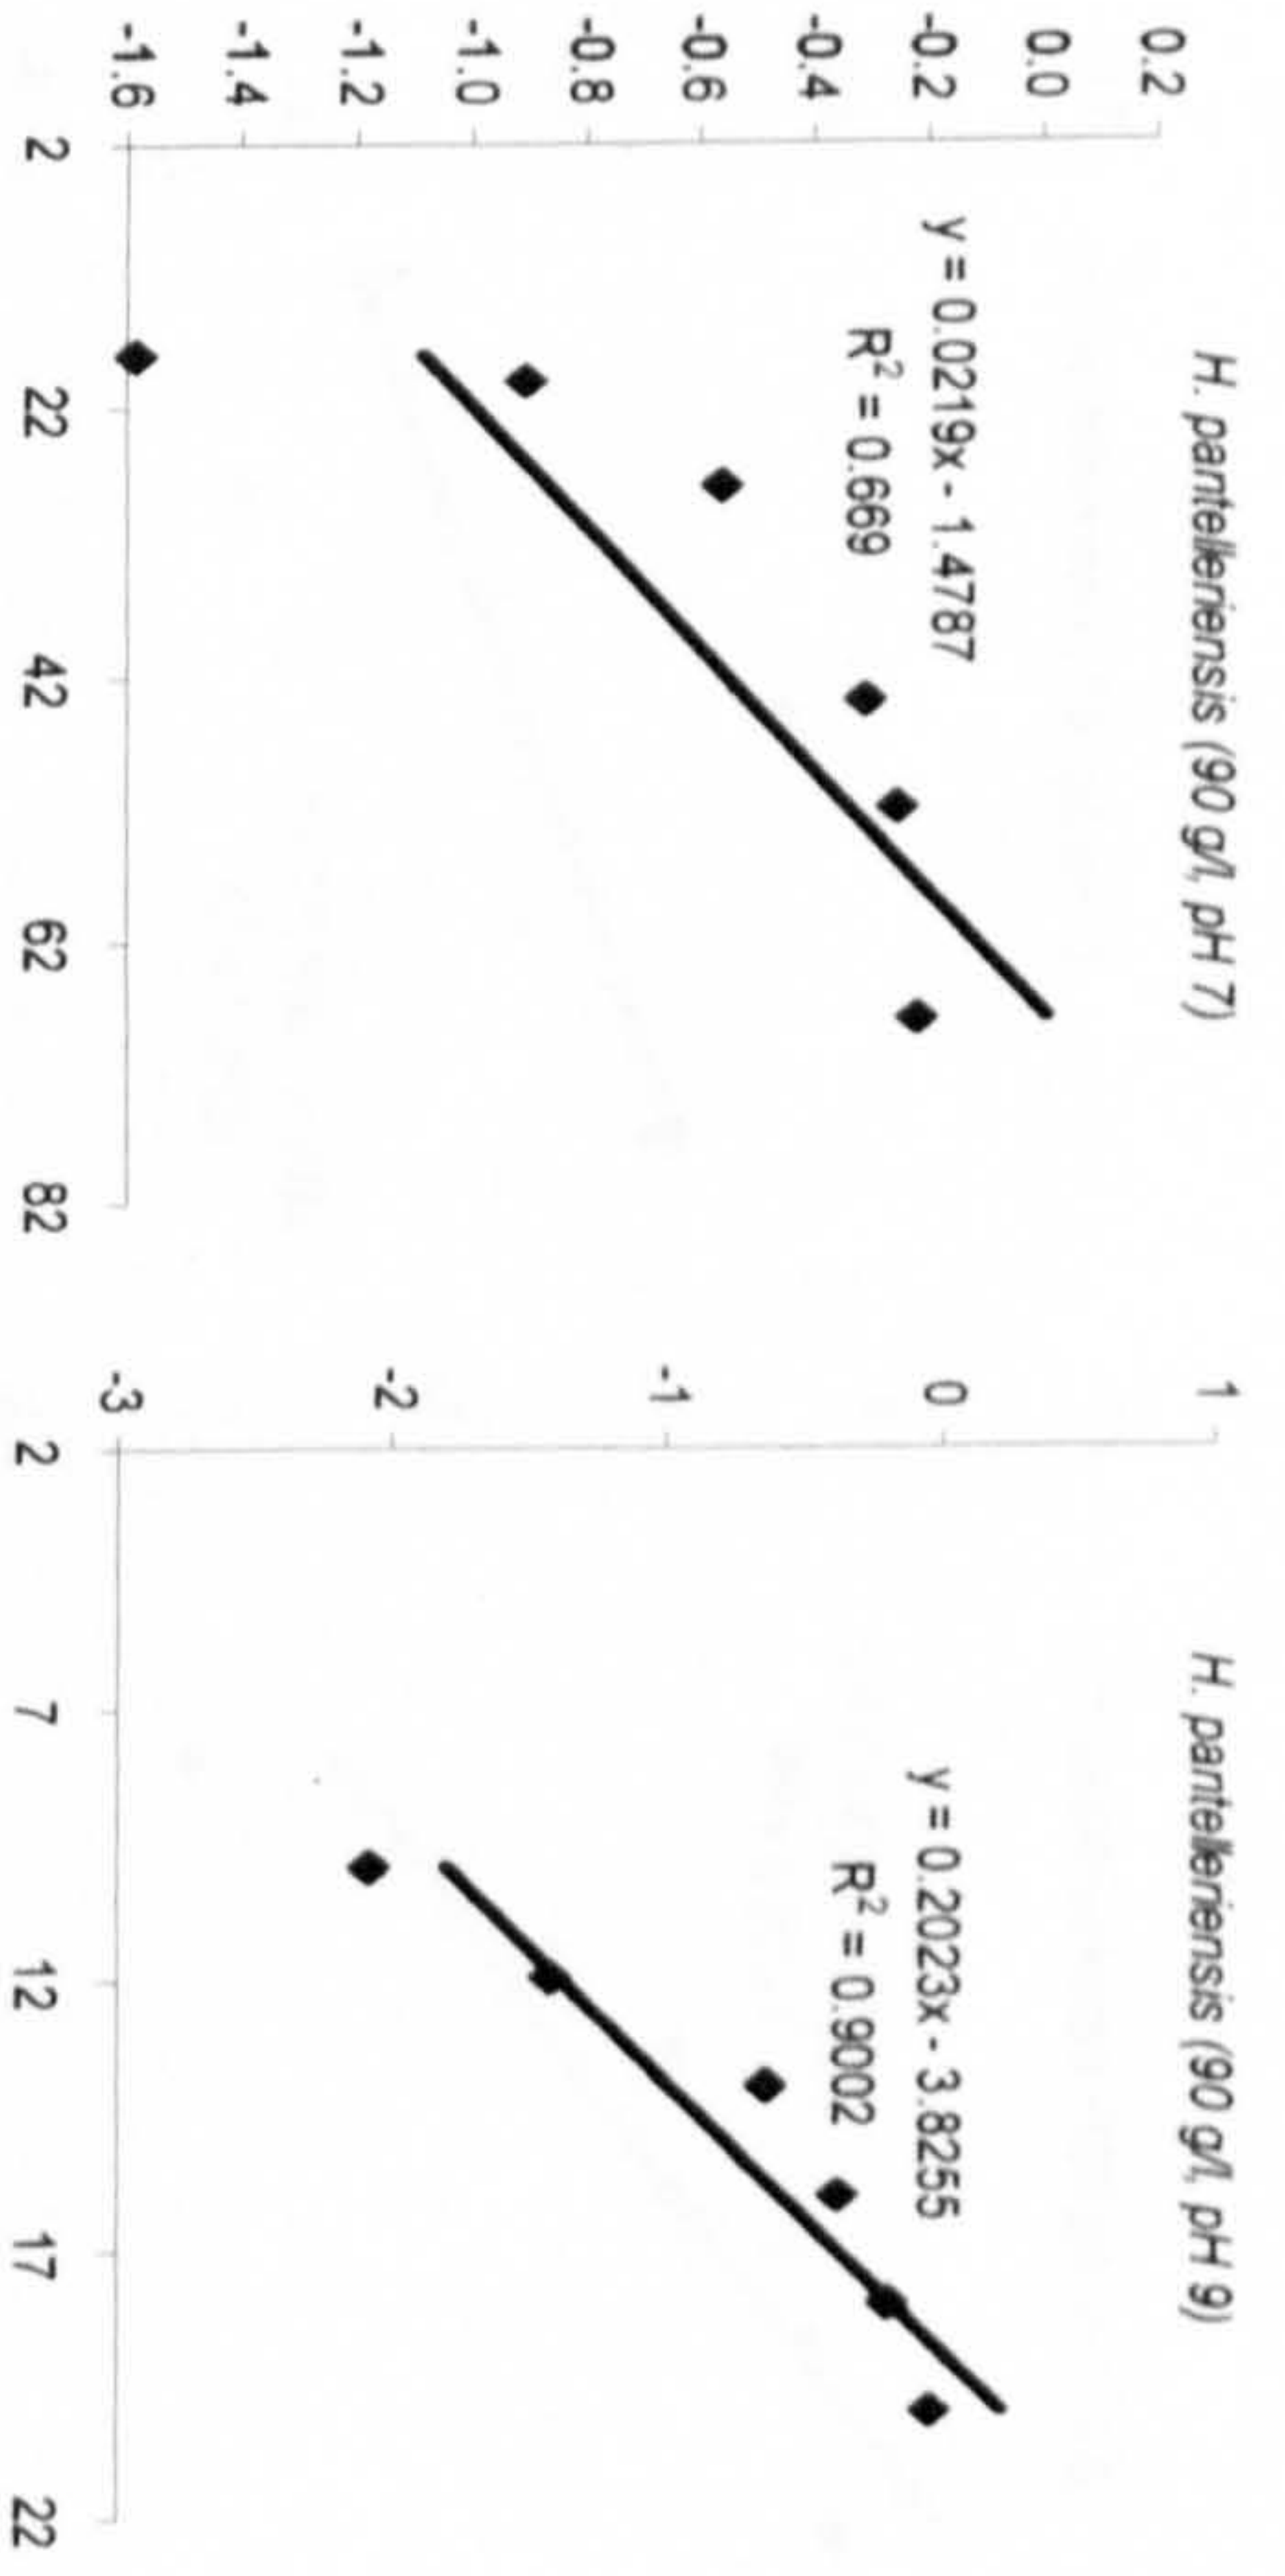 H. pantelleriensis (90 g/l, pH 7)
y = 0.0219x - 1.4787
R² = 0.669
0.2
0.0
-0.2
-0.4
-0.6
-0.8
-1.0
-1.2
-1.4
-1.6
2 22 42 62 82
H. pantelleriensis (90 g/l, pH 9)
y = 0.2023x - 3.8255
R² = 0.9002
1
0
-1
-2
-3
2 7 12 17 22